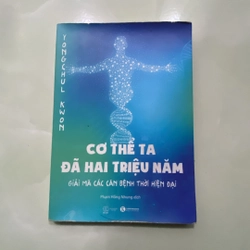 YONGCHUL KWON
CƠ THỂ TA
ĐÃ HAI TRIỆU NĂM
GIẢI MÃ CÁC CĂN BỆNH THỜI HIỆN ĐẠI